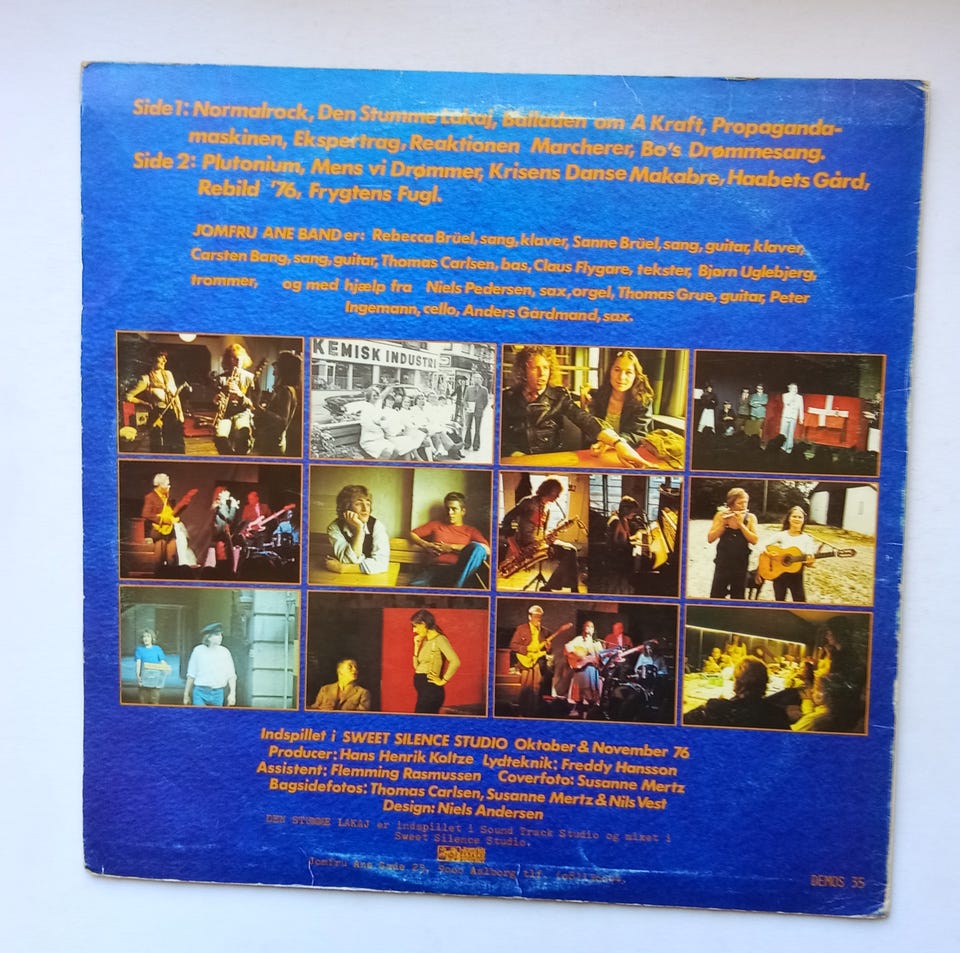 Side 1: Normalrock, Den Stumme Lakaj, Balladen om A Kraft, Propaganda-
maskinen, Ekspertrag, Reaktionen Marcherer, Bo's Drømmesang.
Side 2: Plutonium, Mens vi Drømmer, Krisens Danse Makabre, Haabets Gård,
Rebild '76, Frygtens Fugl.
JOMFRU ANE BAND er: Rebecca Brüel, sang, klaver, Sanne Brüel, sang, guitar, klaver,
Carsten Bang, sang, guitar, Thomas Carlsen, bas, Claus Flygare, tekster, Bjørn Uglebjerg,
trommer, og med hjælp fra Niels Pedersen, sax, orgel, Thomas Grue, guitar, Peter
Ingemann, cello, Anders Gårdmand, sax.
KEMISK INDUSTRI
Indspillet i SWEET SILENCE STUDIO Oktober & November 76
Producer: Hans Henrik Koltze Lydteknik: Freddy Hansson
Assistent: Flemming Rasmussen Coverfoto: Susanne Mertz
Bagsidefotos: Thomas Carlsen, Susanne Mertz & Nils Vest
Design: Niels Andersen
DEN STUMME LAKAJ er indspillet i Sound Track Studio og mixet i
Sweet Silence Studio.
Jomfru Ane Gade 25, 9000 Aalborg tlf.
DEMOS 35